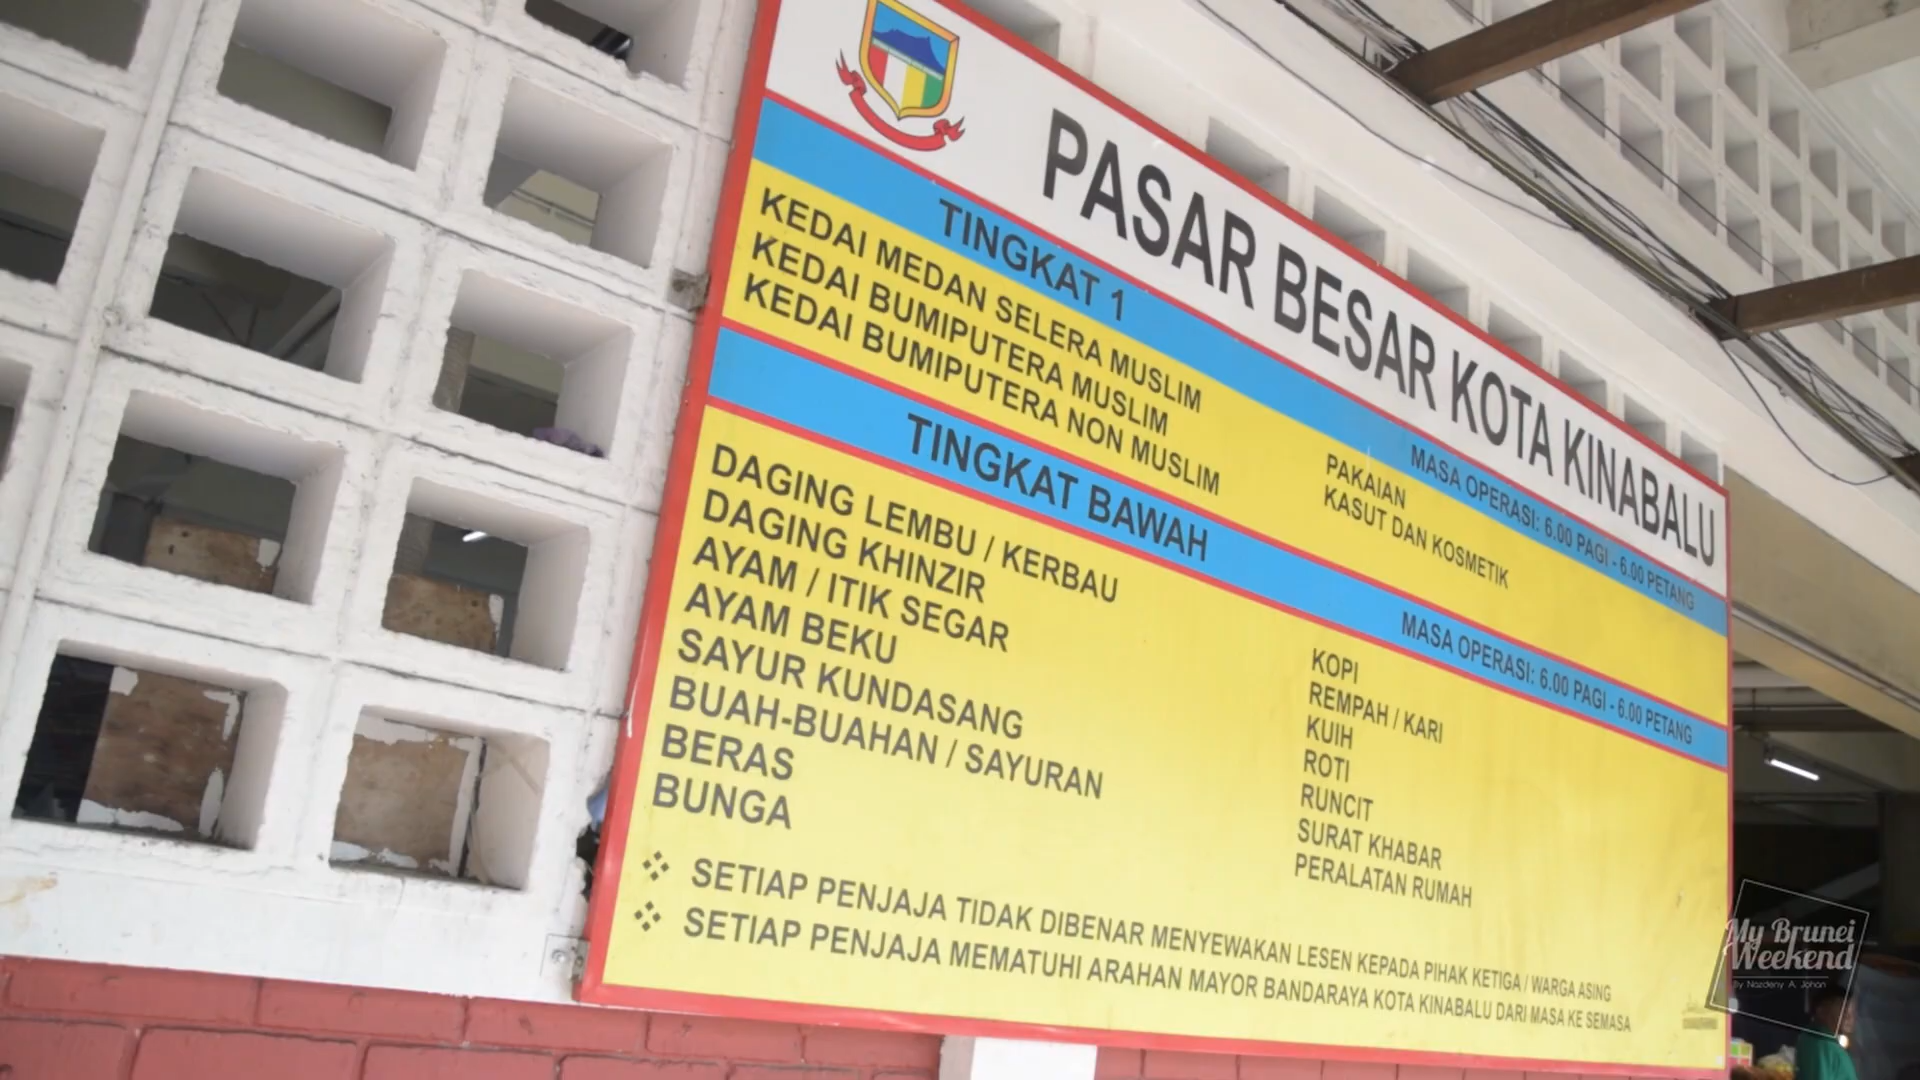 PASAR BESAR KOTA KINABALU
TINGKAT 1
MASA OPERASI: 6.00 PAGI - 6.00 PETANG
KEDAI MEDAN SELERA MUSLIM
KEDAI BUMIPUTERA MUSLIM
KEDAI BUMIPUTERA NON MUSLIM
PAKAIAN
KASUT DAN KOSMETIK
TINGKAT BAWAH
MASA OPERASI: 6.00 PAGI - 6.00 PETANG
DAGING LEMBU / KERBAU
DAGING KHINZIR
AYAM / ITIK SEGAR
AYAM BEKU
SAYUR KUNDASANG
BUAH-BUAHAN / SAYURAN
BERAS
BUNGA
KOPI
REMPAH / KARI
KUIH
ROTI
RUNCIT
SURAT KHABAR
PERALATAN RUMAH
❖ SETIAP PENJAJA TIDAK DIBENAR MENYEWAKAN LESEN KEPADA PIHAK KETIGA / WARGA ASING
❖ SETIAP PENJAJA MEMATUHI ARAHAN MAYOR BANDARAYA KOTA KINABALU DARI MASA KE SEMASA
My Brunei
Weekend
By Nazdeny A. Johan